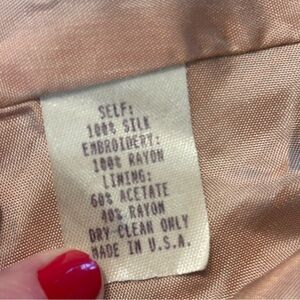 SELF:
100% SILK
EMBROIDERY:
100% RAYON
LINING:
60% ACETATE
40% RAYON
DRY CLEAN ONLY
MADE IN U.S.A.